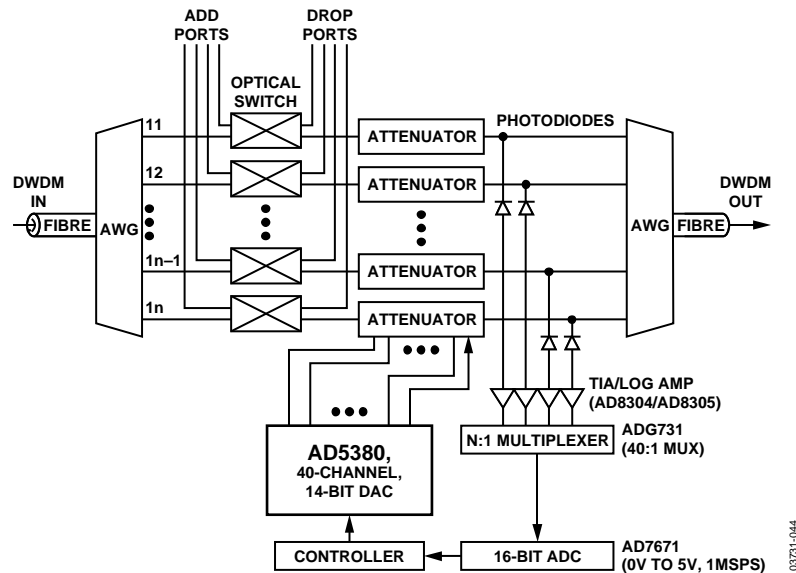 ADD
PORTS
DROP
PORTS
OPTICAL
SWITCH
PHOTODIODES
11
ATTENUATOR
12
ATTENUATOR
DWDM
IN
FIBRE
AWG
DWDM
OUT
AWG
FIBRE
1n–1
ATTENUATOR
1n
ATTENUATOR
TIA/LOG AMP
(AD8304/AD8305)
AD5380,
40-CHANNEL,
14-BIT DAC
N:1 MULTIPLEXER
ADG731
(40:1 MUX)
CONTROLLER
16-BIT ADC
AD7671
(0V TO 5V, 1MSPS)
03731-044